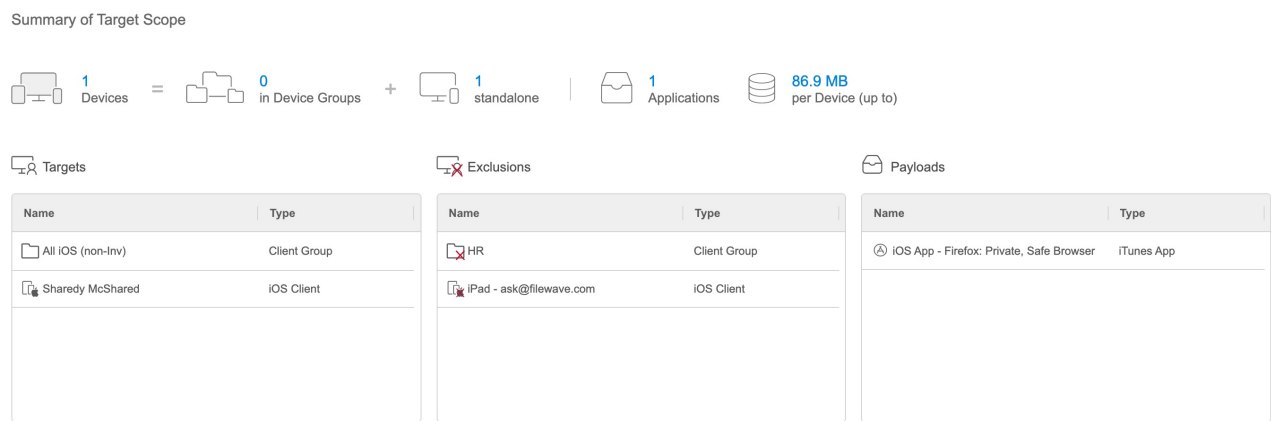 Summary of Target Scope
1
Devices
=
0
in Device Groups
+
1
standalone
1
Applications
86.9 MB
per Device (up to)
Targets
Exclusions
Payloads
Name Type
Name Type
Name Type
All iOS (non-Inv) Client Group
HR Client Group
iOS App - Firefox: Private, Safe Browser iTunes App
Sharedy McShared iOS Client
iPad - ask@filewave.com iOS Client